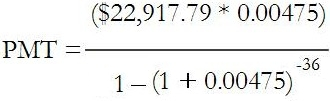 ($22,917.79 * 0.00475)
PMT =
1 – (1 + 0.00475)^-36